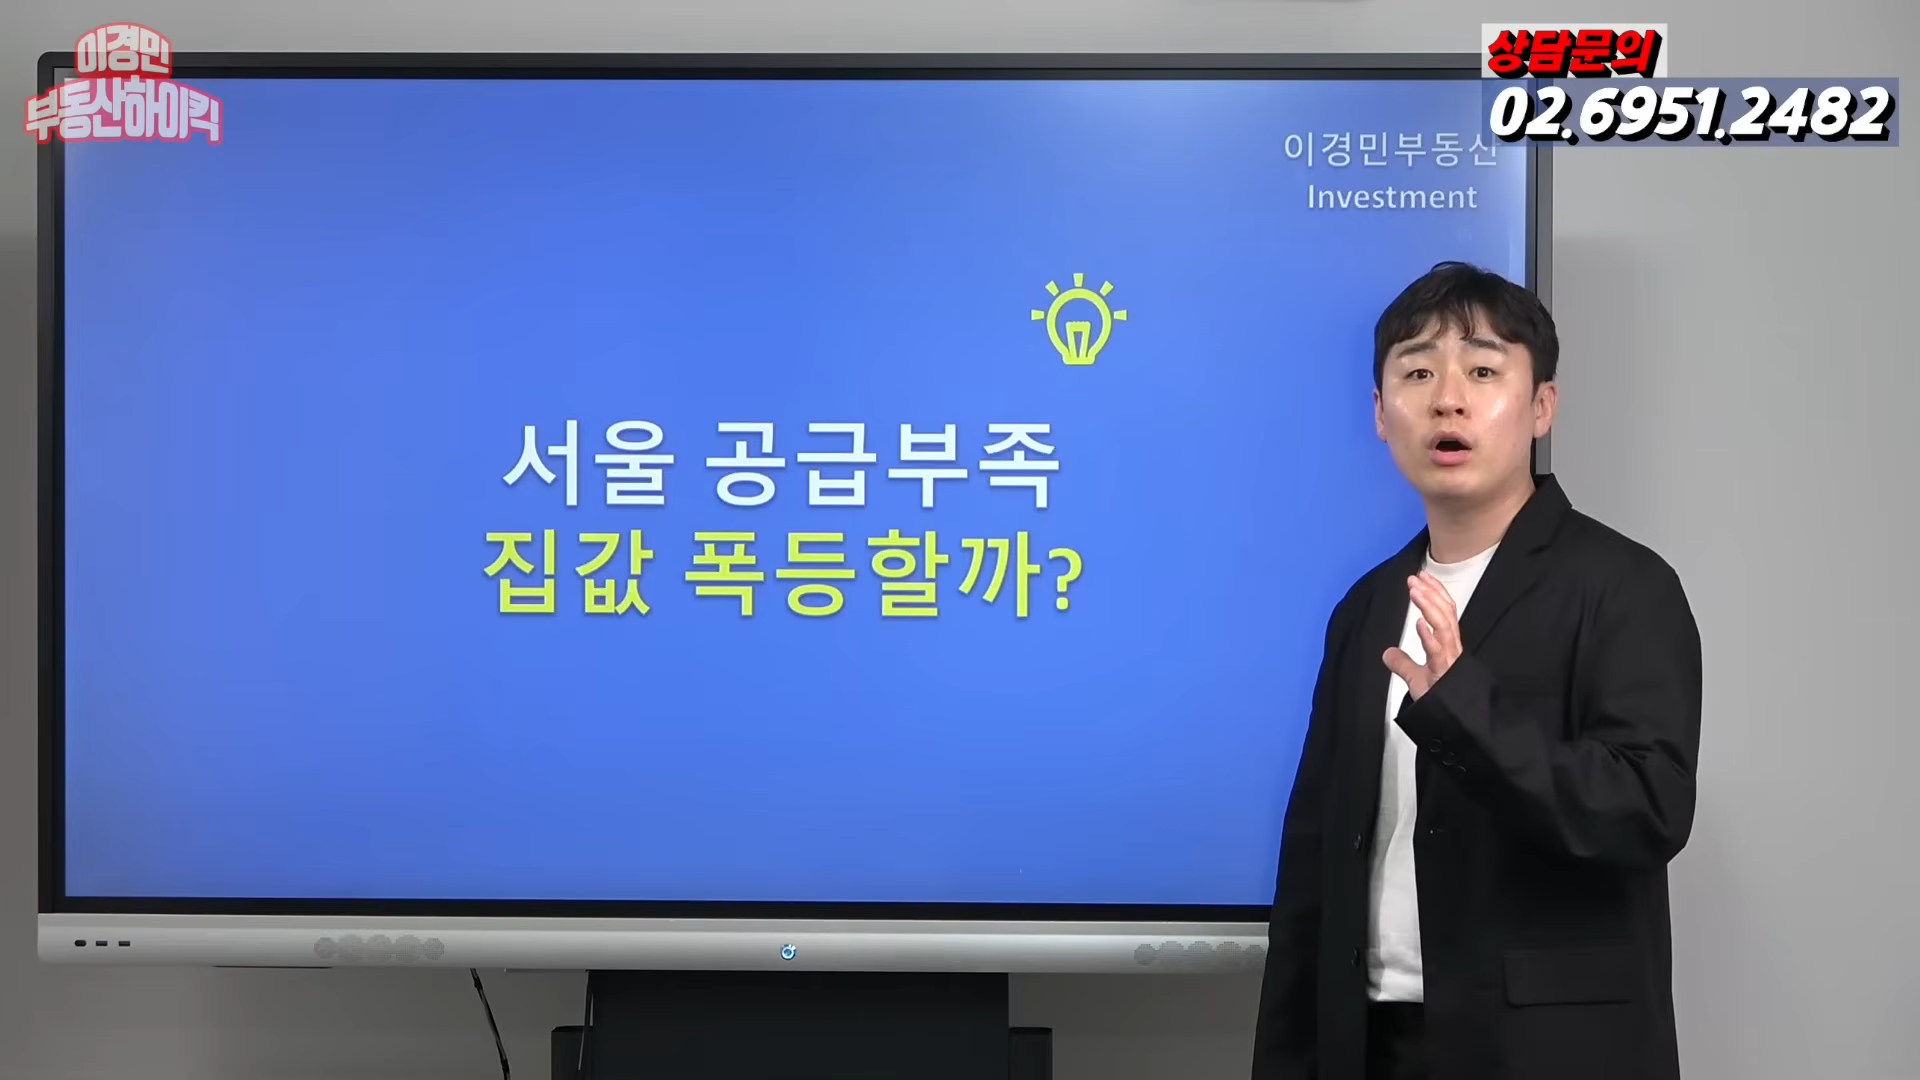 이경민
부동산하이킥
상담문의
02.6951.2482
이경민부동산
Investment
서울 공급부족
집값 폭등할까?